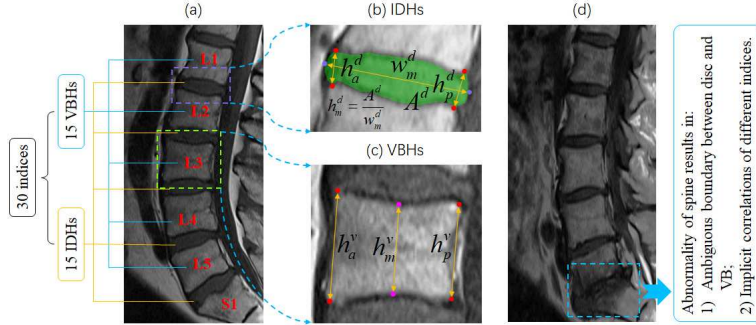 (a)
(b) IDHs
(d)
30 indices
15 VBHs
15 IDHs
L1
L2
L3
L4
L5
S1
h_a^d
w_m^d
h_p^d
h_m^d = A^d / w_m^d
A^d
(c) VBHs
h_a^v
h_m^v
h_p^v
Abnormality of spine results in:
1) Ambiguous boundary between disc and
VB;
2) Implicit correlations of different indices.